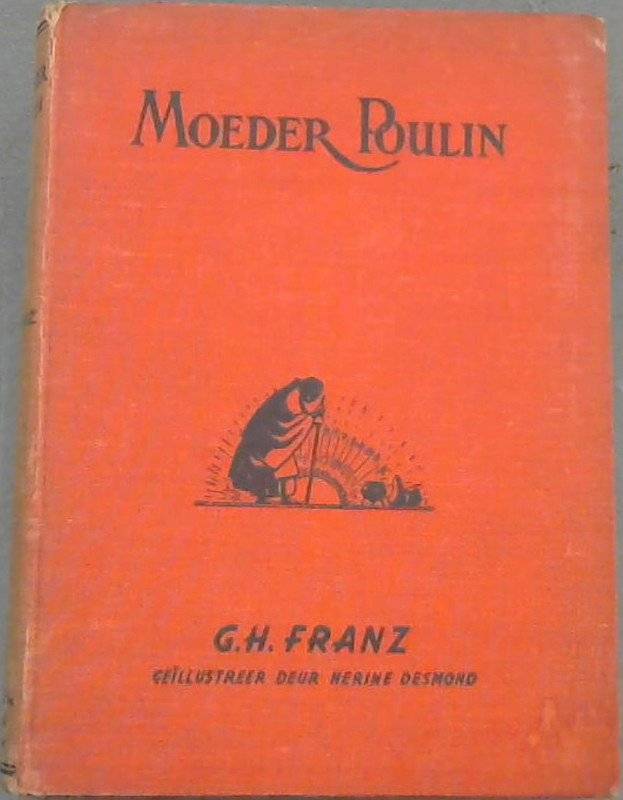 MOEDER POULIN
G.H. FRANZ
GEÏLLUSTREER DEUR NERINE DESMOND